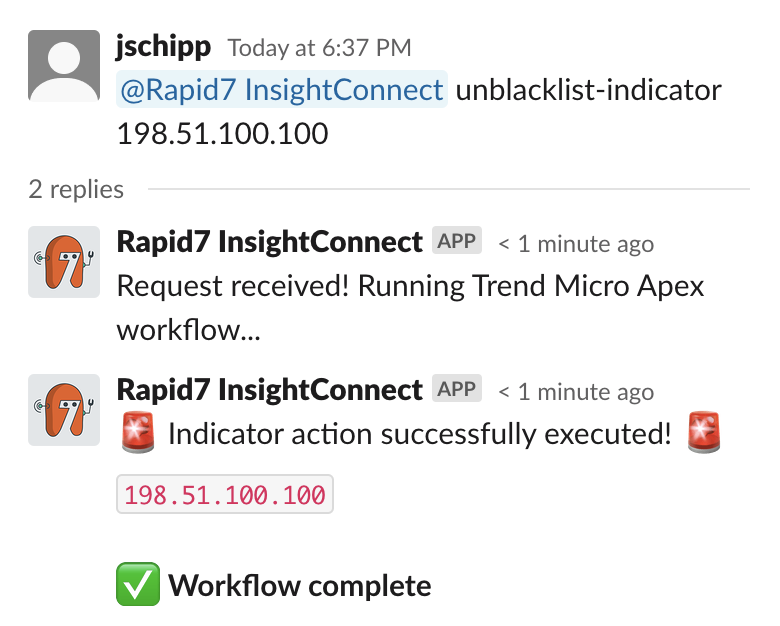 jschipp Today at 6:37 PM
@Rapid7 InsightConnect unblacklist-indicator
198.51.100.100
2 replies
Rapid7 InsightConnect APP < 1 minute ago
Request received! Running Trend Micro Apex
workflow...
Rapid7 InsightConnect APP < 1 minute ago
🚨 Indicator action successfully executed! 🚨
198.51.100.100
✅ Workflow complete